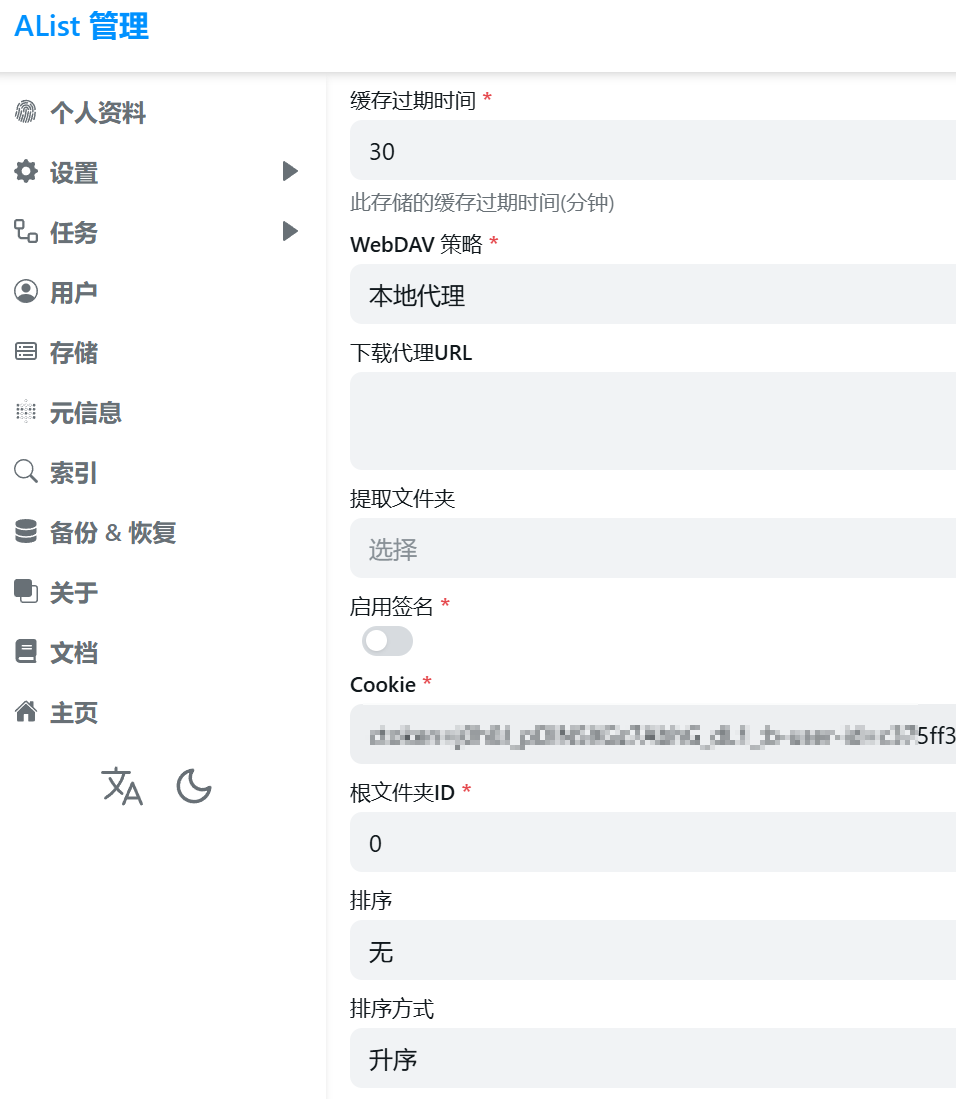 AList 管理
个人资料
设置
任务
用户
存储
元信息
索引
备份 & 恢复
关于
文档
主页
缓存过期时间 *
30
此存储的缓存过期时间(分钟)
WebDAV 策略 *
本地代理
下载代理URL
提取文件夹
选择
启用签名 *
Cookie *
5ff3
根文件夹ID *
0
排序
无
排序方式
升序